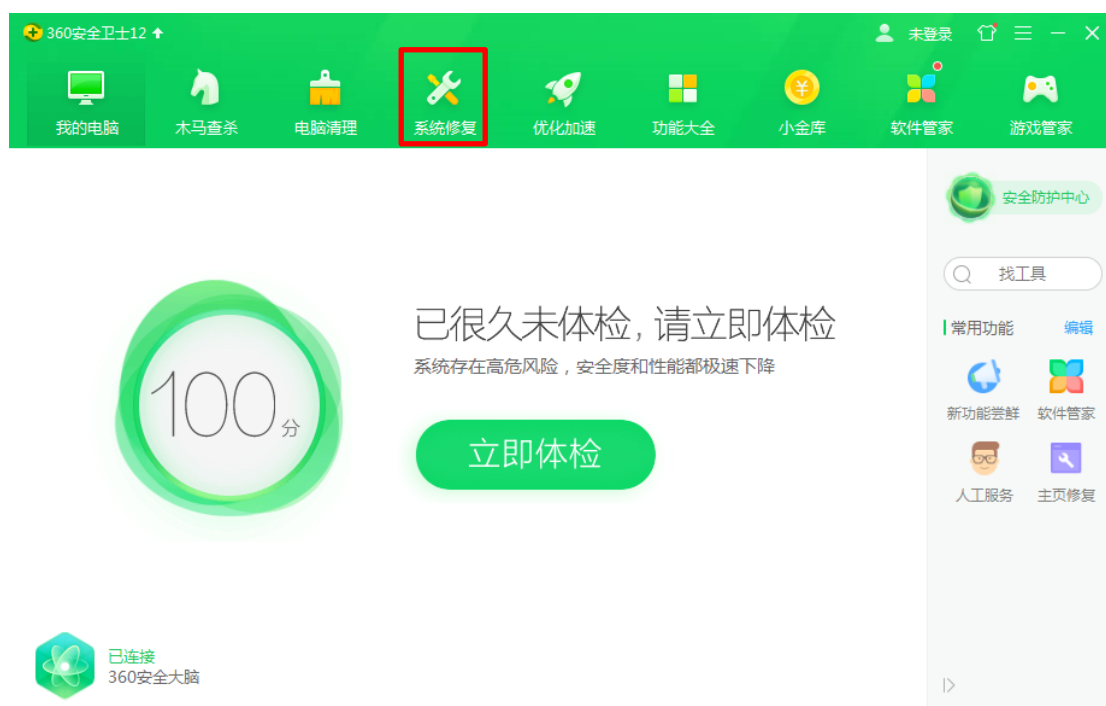 360安全卫士12
未登录
我的电脑
木马查杀
电脑清理
系统修复
优化加速
功能大全
小金库
软件管家
游戏管家
安全防护中心
找工具
已很久未体检, 请立即体检
系统存在高危风险，安全度和性能都极速下降
100分
立即体检
常用功能 编辑
新功能尝鲜 软件管家
人工服务 主页修复
已连接
360安全大脑